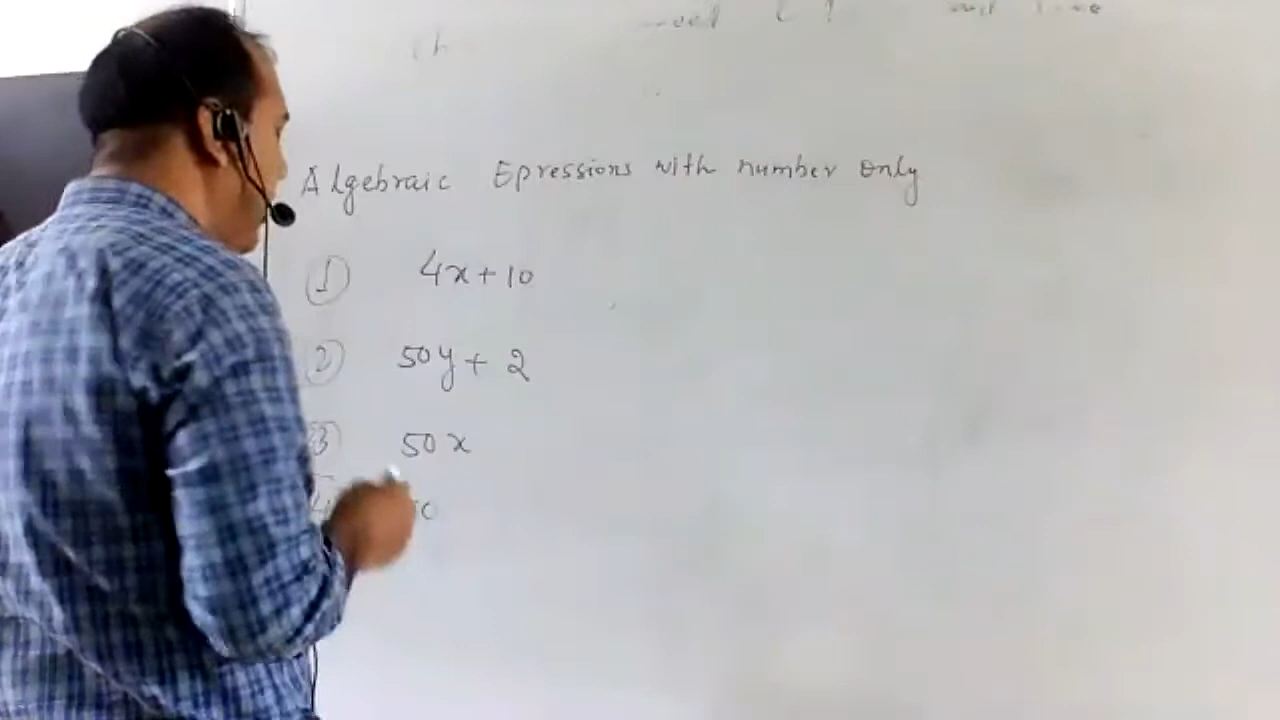 Algebraic Epressions with number only
① 4x+10
② 50y+ 2
③ 50x